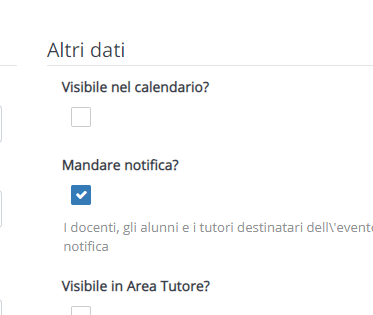 Altri dati
Visibile nel calendario?
Mandare notifica?
I docenti, gli alunni e i tutori destinatari dell\'evento
notifica
Visibile in Area Tutore?